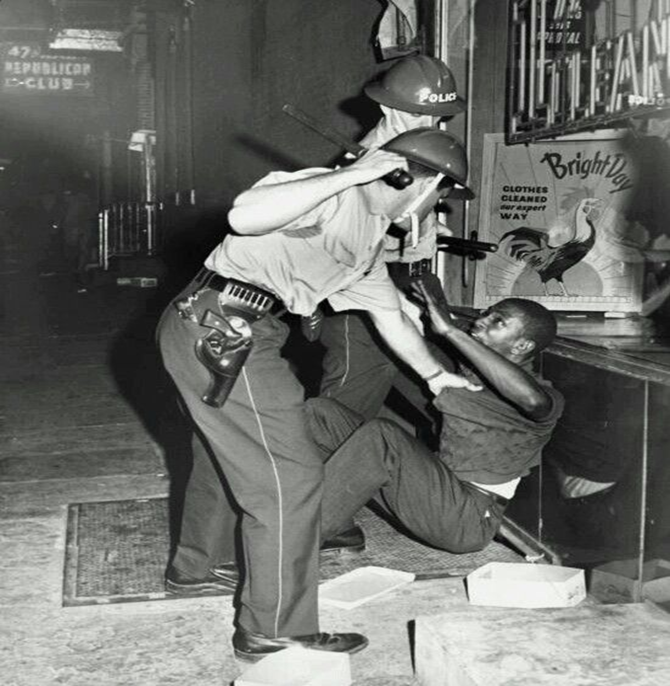 47
REPUBLICAN
CLUB
POLICE
Bright Day
CLOTHES
CLEANED
our expert
WAY